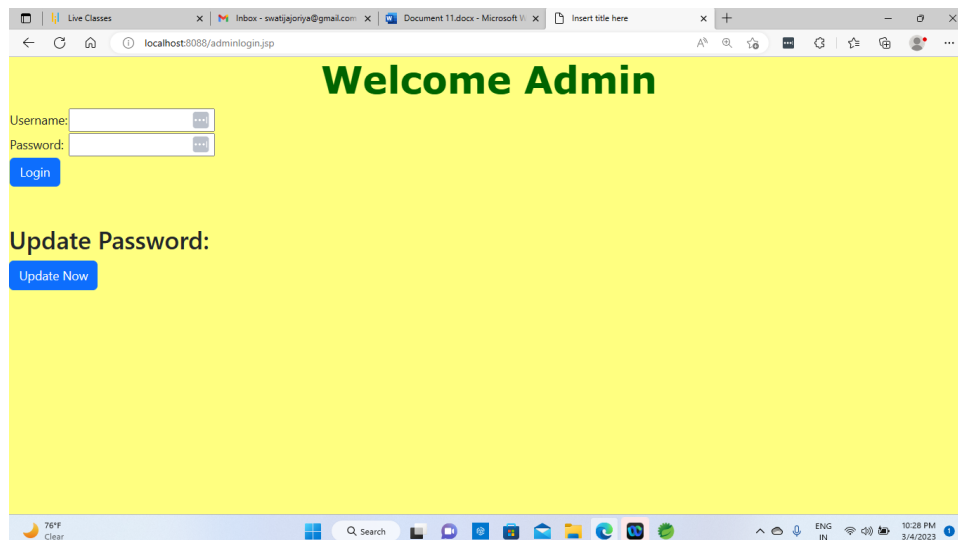 Live Classes
Inbox - swatijajoriya@gmail.com
Document 11.docx - Microsoft W
Insert title here
localhost:8088/adminlogin.jsp
Welcome Admin
Username:
Password:
Login
Update Password:
Update Now
76°F
Clear
Search
ENG
IN
10:28 PM
3/4/2023
1